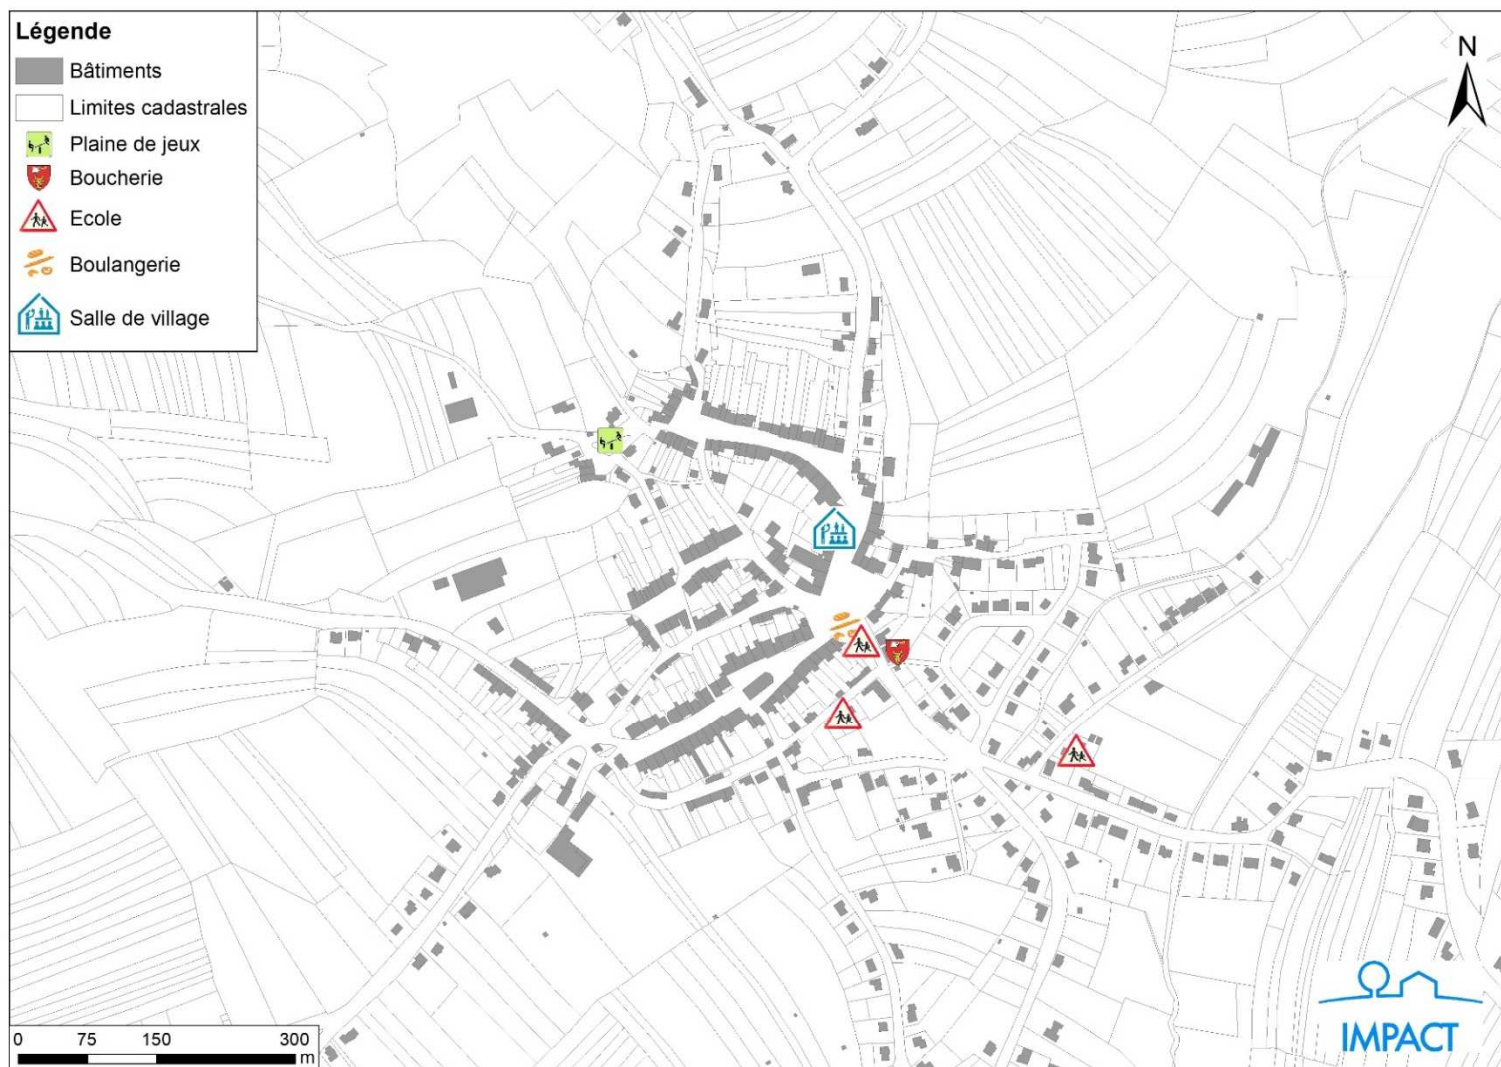 Légende
Bâtiments
Limites cadastrales
Plaine de jeux
Boucherie
Ecole
Boulangerie
Salle de village
N
0 75 150 300
m
IMPACT